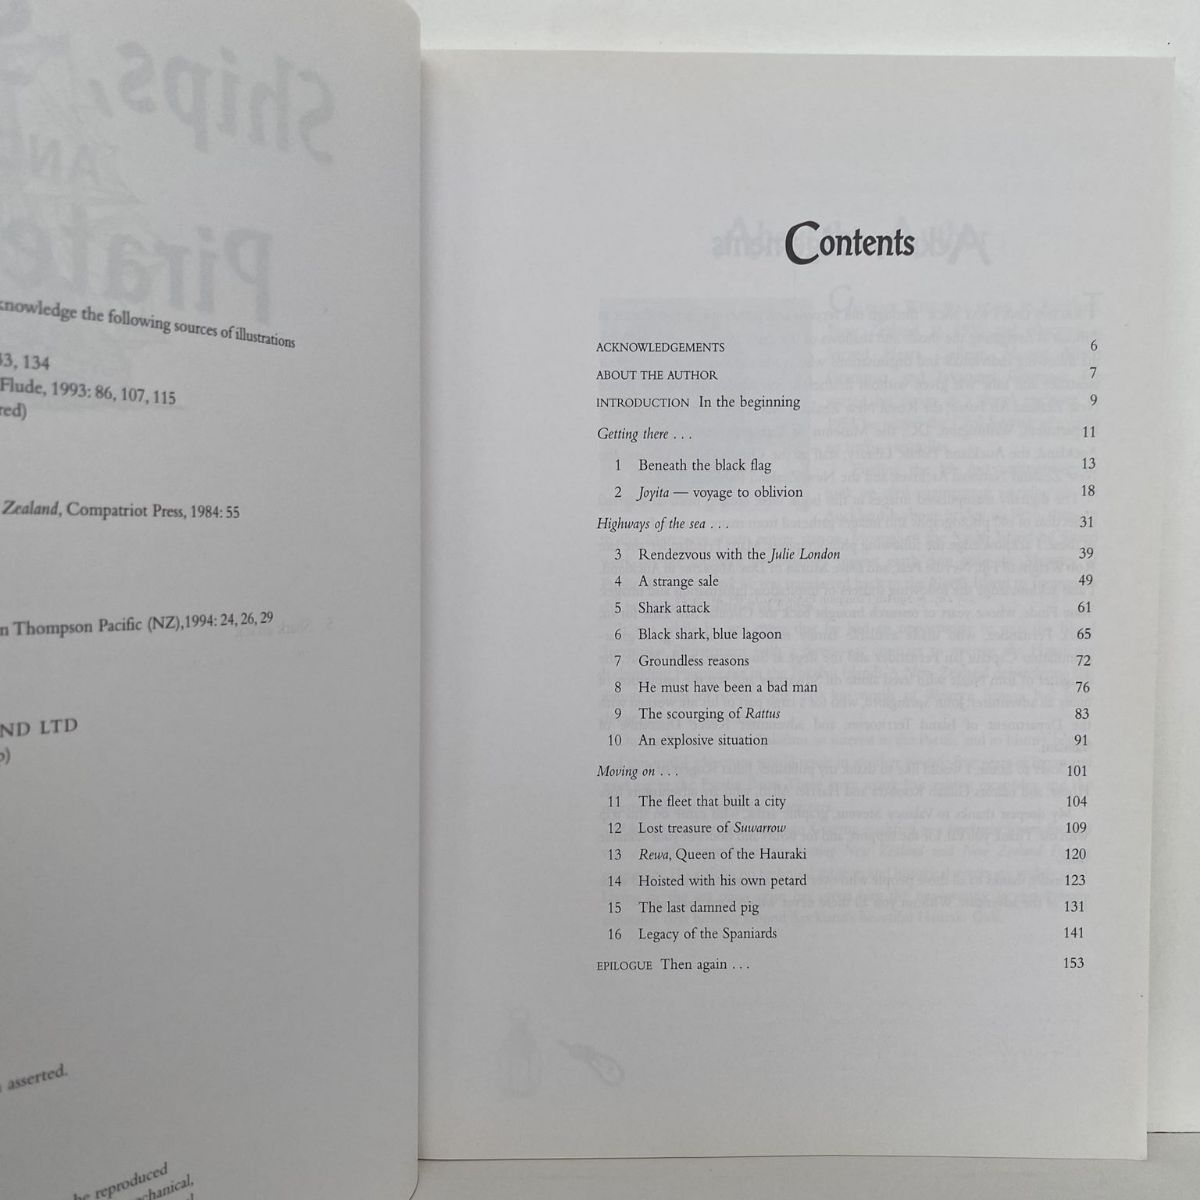 knowledge the following sources of illustrations
33, 134
Flude, 1993: 86, 107, 115
red)
Zealand, Compatriot Press, 1984: 55
n Thompson Pacific (NZ),1994: 24, 26, 29
ND LTD
asserted.
be reproduced
chanical,
Contents
ACKNOWLEDGEMENTS 6
ABOUT THE AUTHOR 7
INTRODUCTION In the beginning 9
Getting there . . . 11
1 Beneath the black flag 13
2 Joyita — voyage to oblivion 18
Highways of the sea . . . 31
3 Rendezvous with the Julie London 39
4 A strange sale 49
5 Shark attack 61
6 Black shark, blue lagoon 65
7 Groundless reasons 72
8 He must have been a bad man 76
9 The scourging of Rattus 83
10 An explosive situation 91
Moving on . . . 101
11 The fleet that built a city 104
12 Lost treasure of Suwarrow 109
13 Rewa, Queen of the Hauraki 120
14 Hoisted with his own petard 123
15 The last damned pig 131
16 Legacy of the Spaniards 141
EPILOGUE Then again . . . 153